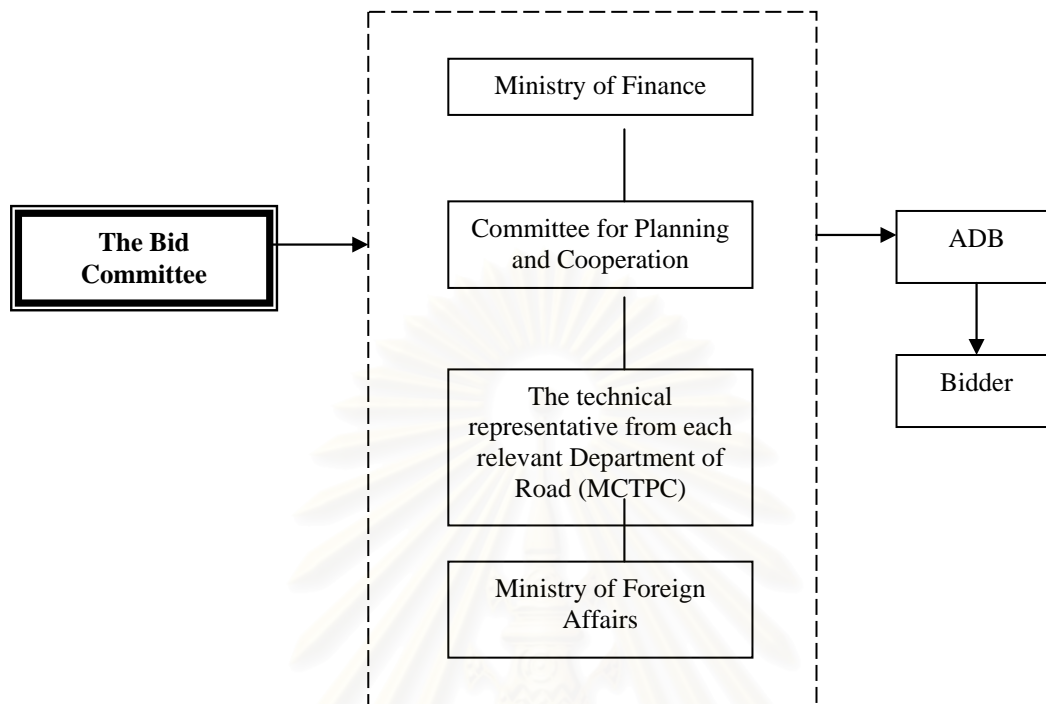 Ministry of Finance
The Bid
Committee
Committee for Planning
and Cooperation
ADB
Bidder
The technical
representative from each
relevant Department of
Road (MCTPC)
Ministry of Foreign
Affairs